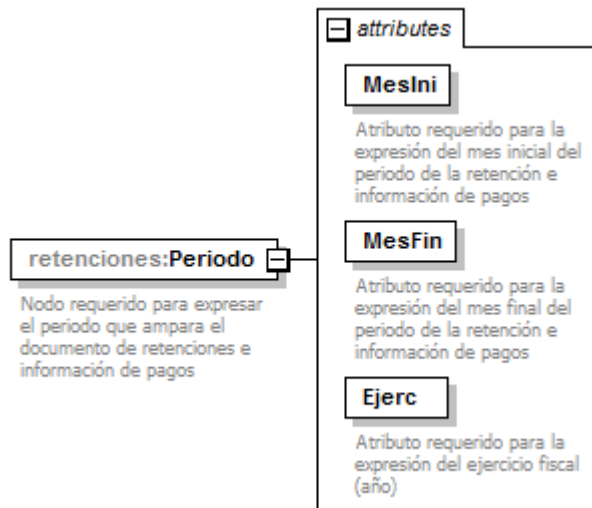 attributes
MesIni
Atributo requerido para la
expresión del mes inicial del
periodo de la retención e
información de pagos
retenciones:Periodo
Nodo requerido para expresar
el periodo que ampara el
documento de retenciones e
información de pagos
MesFin
Atributo requerido para la
expresión del mes final del
periodo de la retención e
información de pagos
Ejerc
Atributo requerido para la
expresión del ejercicio fiscal
(año)